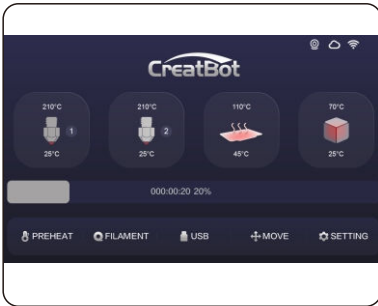 CreatBot
210°C 210°C 110°C 70°C
1 2
25°C 25°C 45°C 25°C
000:00:20 20%
PREHEAT FILAMENT USB MOVE SETTING